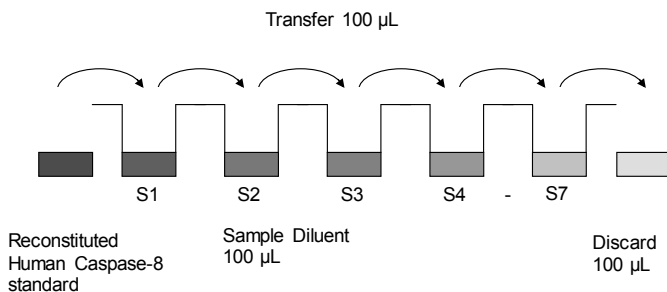 Transfer 100 µL
S1 S2 S3 S4 - S7
Reconstituted
Human Caspase-8
standard
Sample Diluent
100 µL
Discard
100 µL